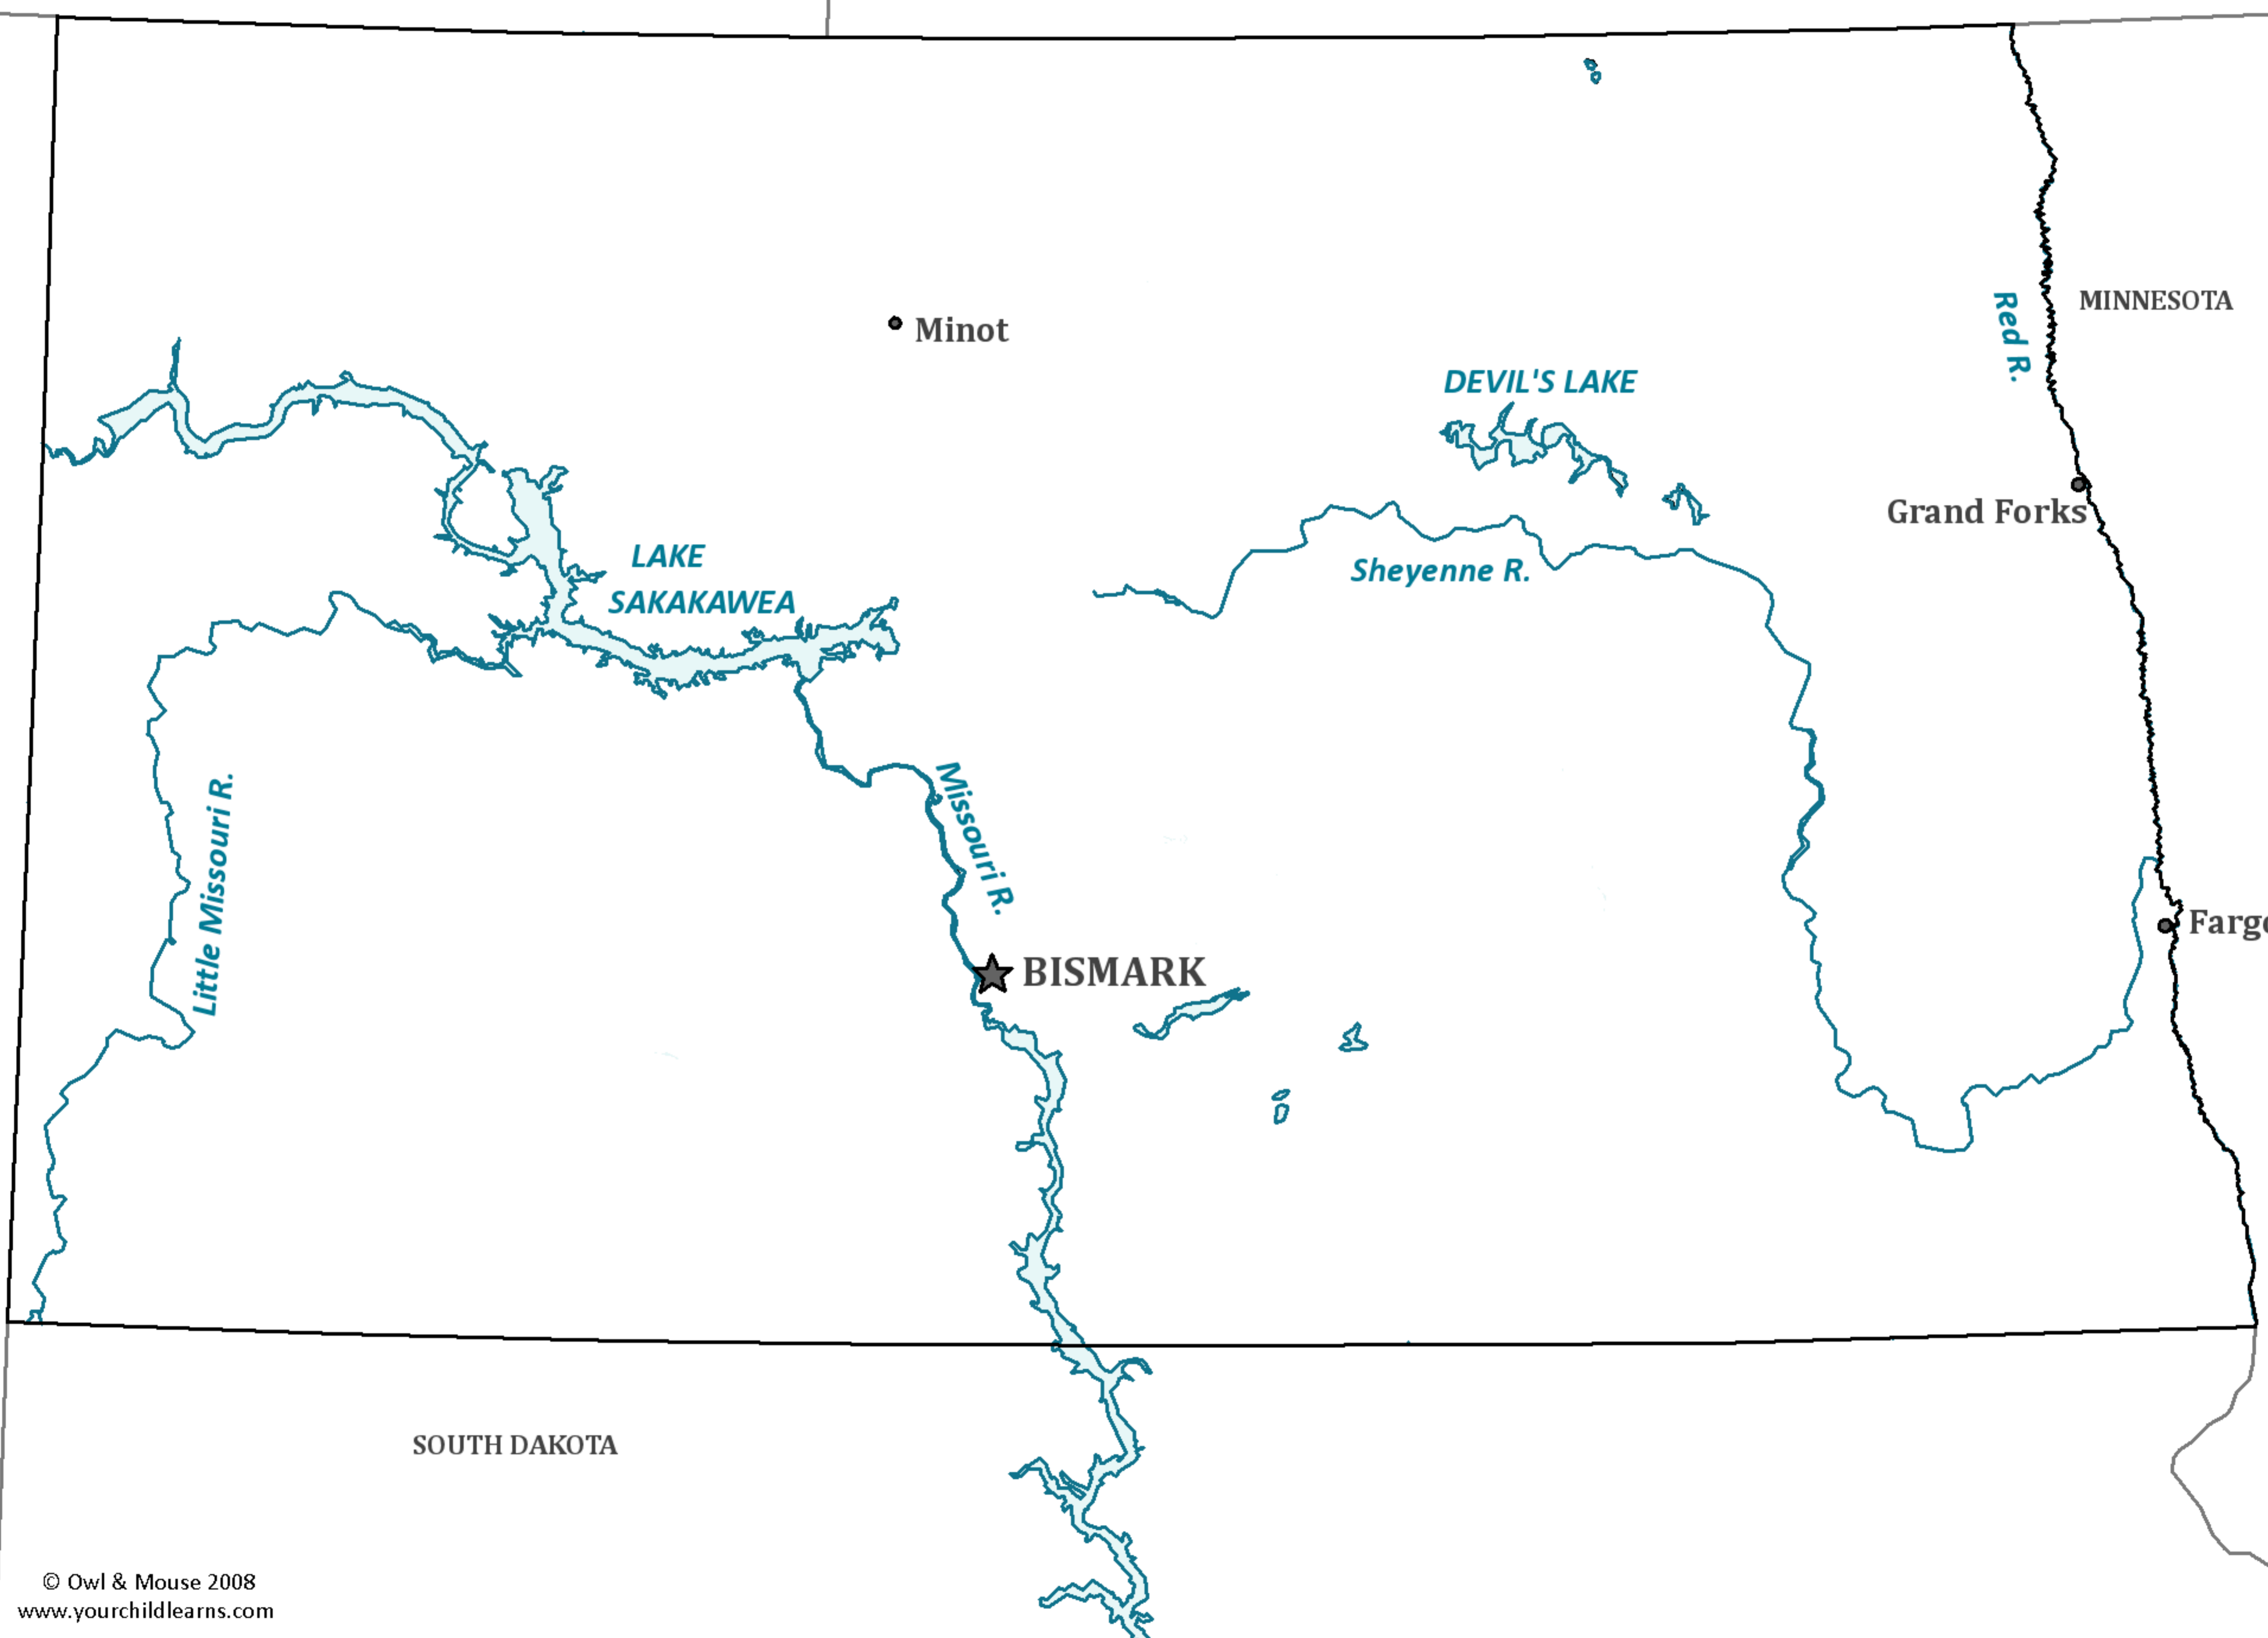 Minot
MINNESOTA
Red R.
DEVIL'S LAKE
Grand Forks
LAKE
SAKAKAWEA
Sheyenne R.
Missouri R.
Little Missouri R.
Fargo
BISMARK
SOUTH DAKOTA
© Owl & Mouse 2008
www.yourchildlearns.com